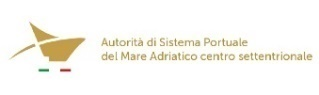 Autorità di Sistema Portuale
del Mare Adriatico centro settentrionale